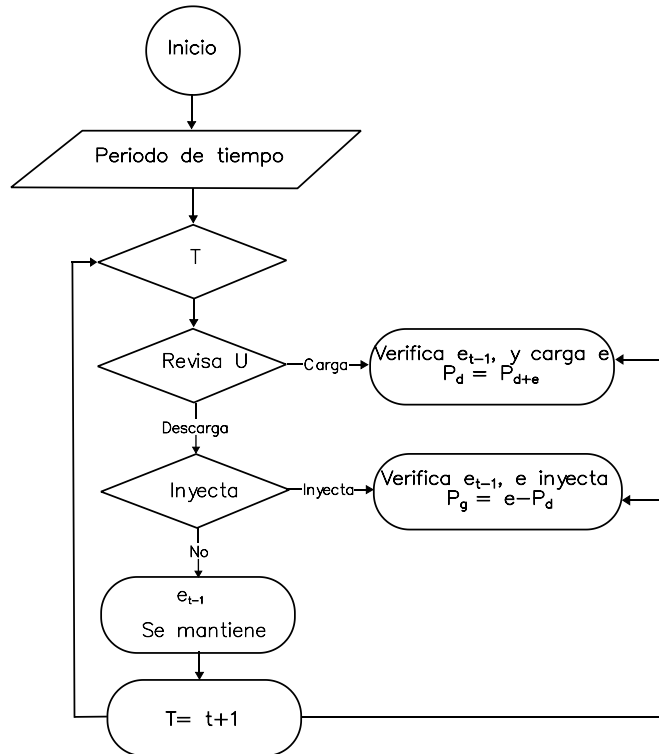 Inicio
Periodo de tiempo
T
Revisa U
Carga
Verifica e_{t-1}, y carga e
P_d = P_{d+e}
Descarga
Inyecta
Inyecta
Verifica e_{t-1}, e inyecta
P_g = e-P_d
No
e_{t-1}
Se mantiene
T= t+1